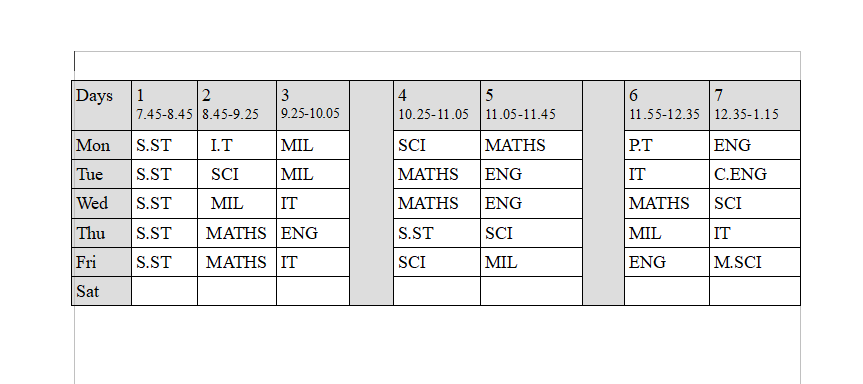 Days 1 2 3 4 5 6 7
7.45-8.45 8.45-9.25 9.25-10.05 10.25-11.05 11.05-11.45 11.55-12.35 12.35-1.15
Mon S.ST I.T MIL SCI MATHS P.T ENG
Tue S.ST SCI MIL MATHS ENG IT C.ENG
Wed S.ST MIL IT MATHS ENG MATHS SCI
Thu S.ST MATHS ENG S.ST SCI MIL IT
Fri S.ST MATHS IT SCI MIL ENG M.SCI
Sat